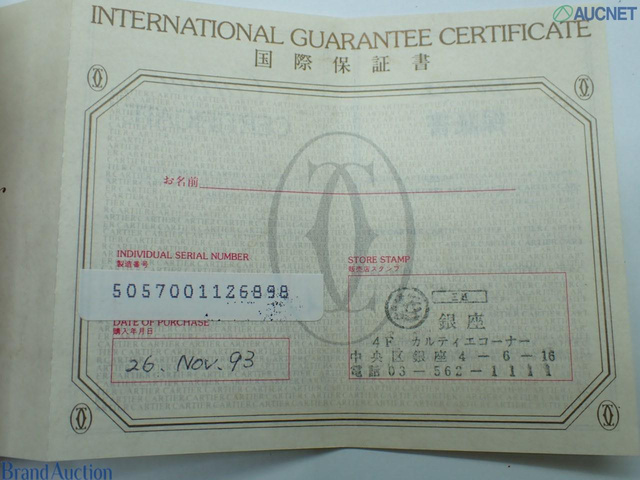 AUCNET
INTERNATIONAL GUARANTEE CERTIFICATE
国際保証書
お名前
INDIVIDUAL SERIAL NUMBER
製造番号
5057001126898
DATE OF PURCHASE
購入年月日
26. Nov. 93
STORE STAMP
販売店スタンプ
三越
銀座
4F カルティエコーナー
中央区銀座4-6-16
電話03-562-1111
Brand Auction